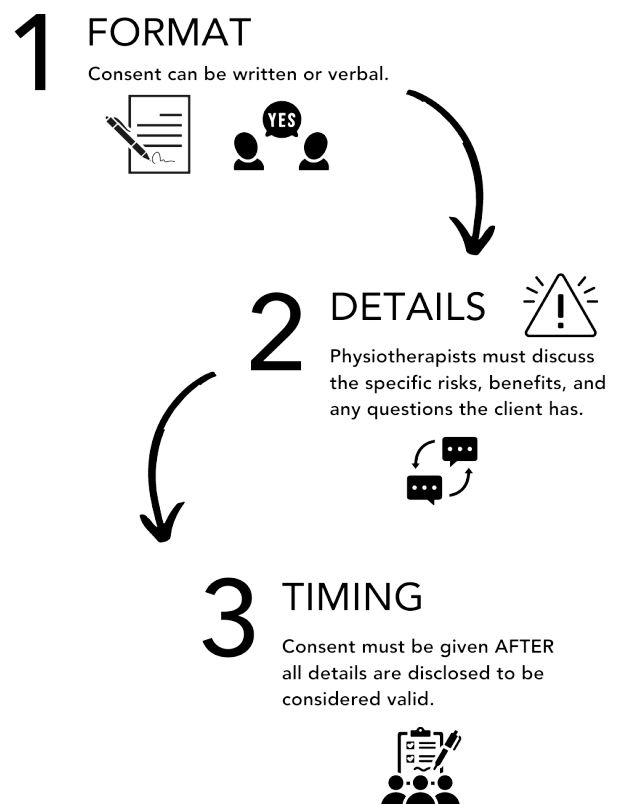 1
FORMAT
Consent can be written or verbal.
YES
2
DETAILS
Physiotherapists must discuss
the specific risks, benefits, and
any questions the client has.
3
TIMING
Consent must be given AFTER
all details are disclosed to be
considered valid.